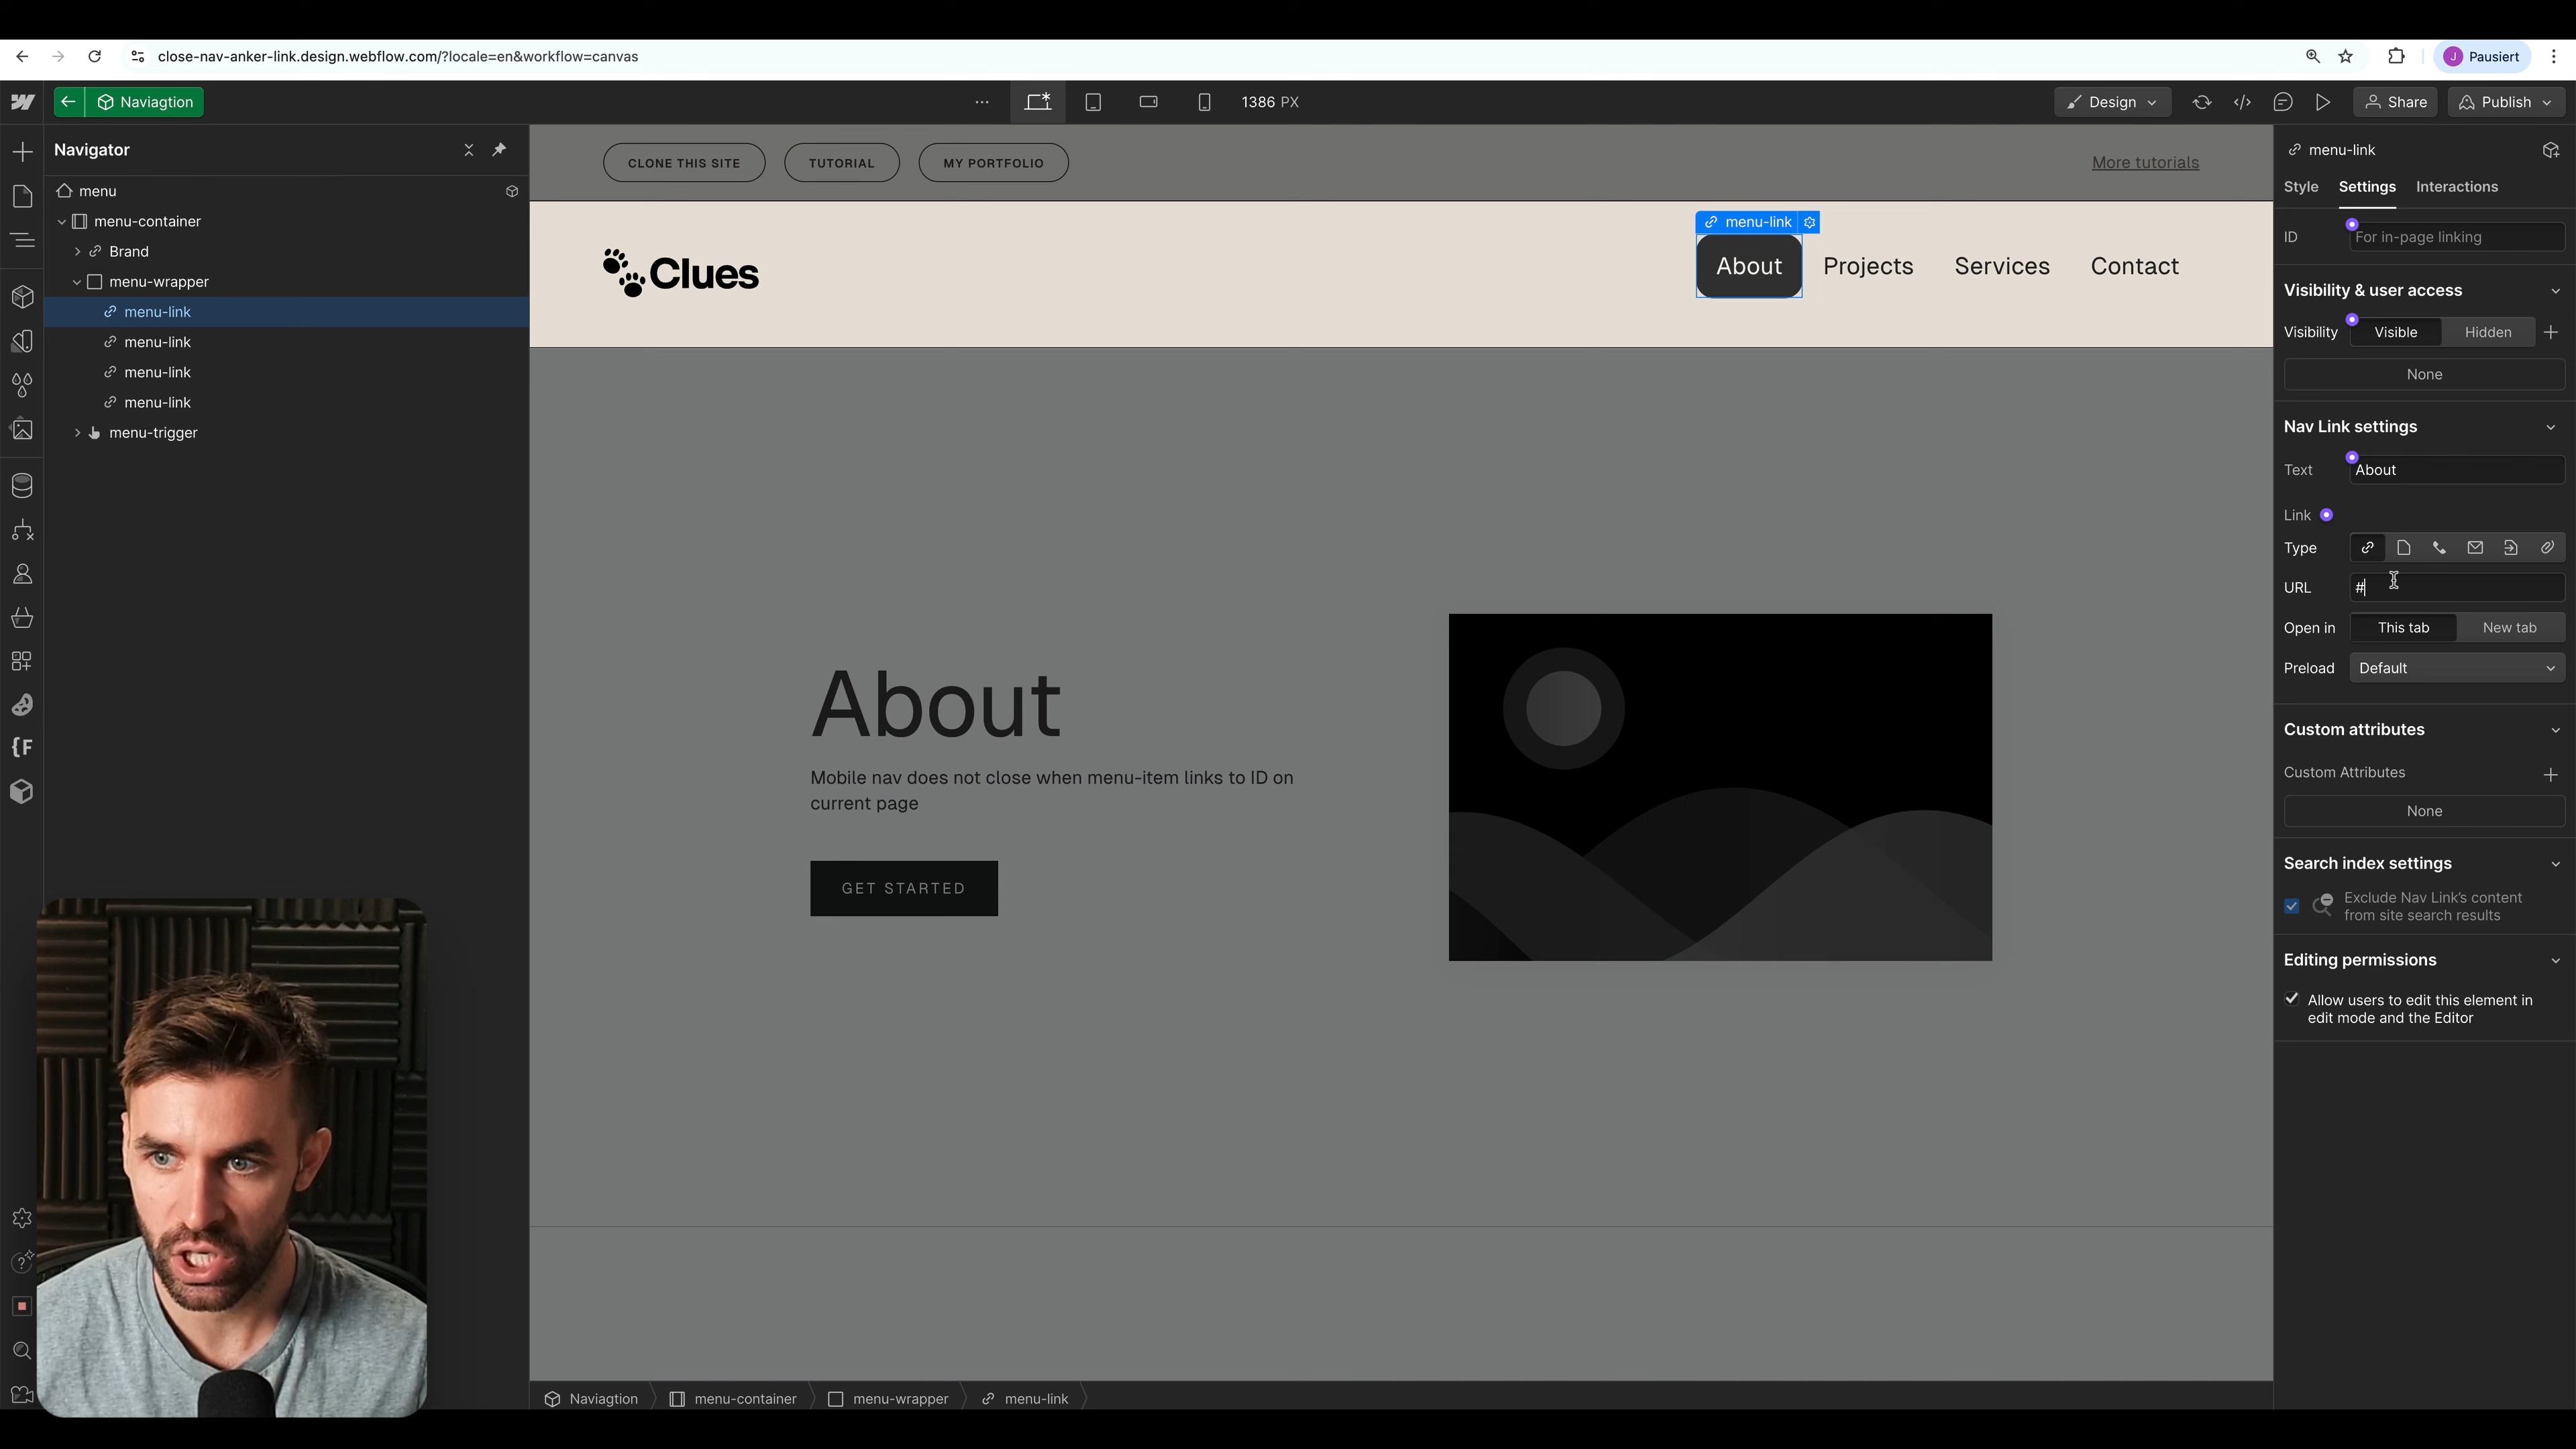 close-nav-anker-link.design.webflow.com/?locale=en&workflow=canvas
J Pausiert
Naviagtion
1386 PX
Design
Share
Publish
Navigator
menu
menu-container
Brand
menu-wrapper
menu-link
menu-link
menu-link
menu-link
menu-trigger
CLONE THIS SITE
TUTORIAL
MY PORTFOLIO
More tutorials
menu-link
Clues
About
Projects
Services
Contact
About
Mobile nav does not close when menu-item links to ID on
current page
GET STARTED
Naviagtion
menu-container
menu-wrapper
menu-link
menu-link
Style
Settings
Interactions
ID
For in-page linking
Visibility & user access
Visibility
Visible
Hidden
None
Nav Link settings
Text
About
Link
Type
URL
#
Open in
This tab
New tab
Preload
Default
Custom attributes
Custom Attributes
None
Search index settings
Exclude Nav Link's content
from site search results
Editing permissions
Allow users to edit this element in
edit mode and the Editor